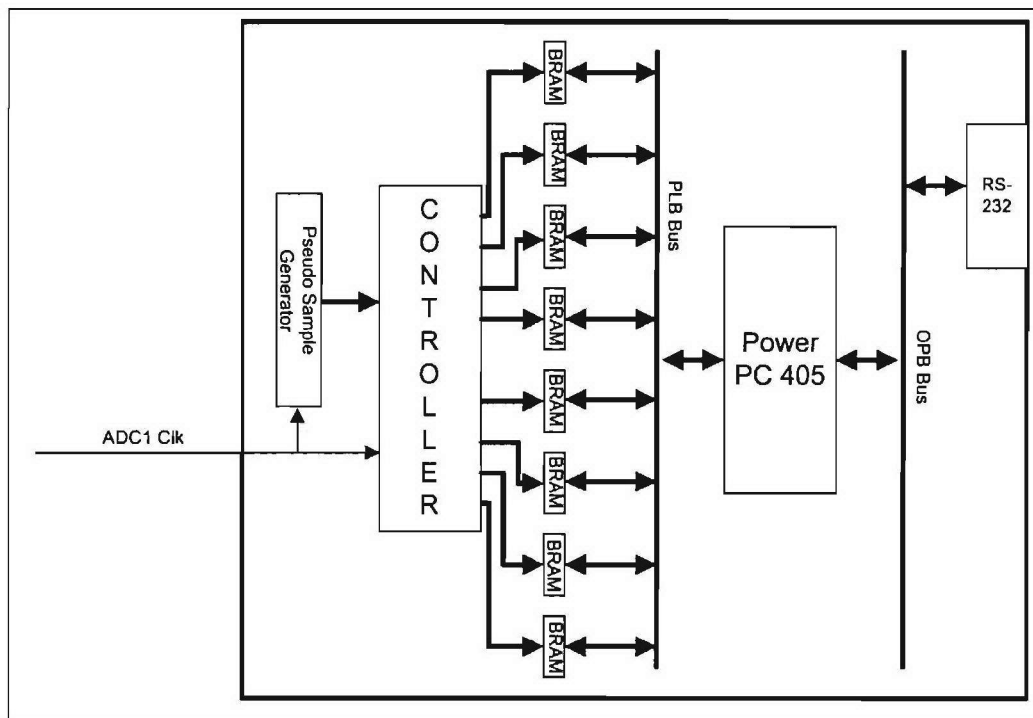 BRAM
BRAM
BRAM
BRAM
BRAM
BRAM
BRAM
BRAM
Pseudo Sample
Generator
CONTROLLER
ADC1 Clk
PLB Bus
Power
PC 405
OPB Bus
RS-
232